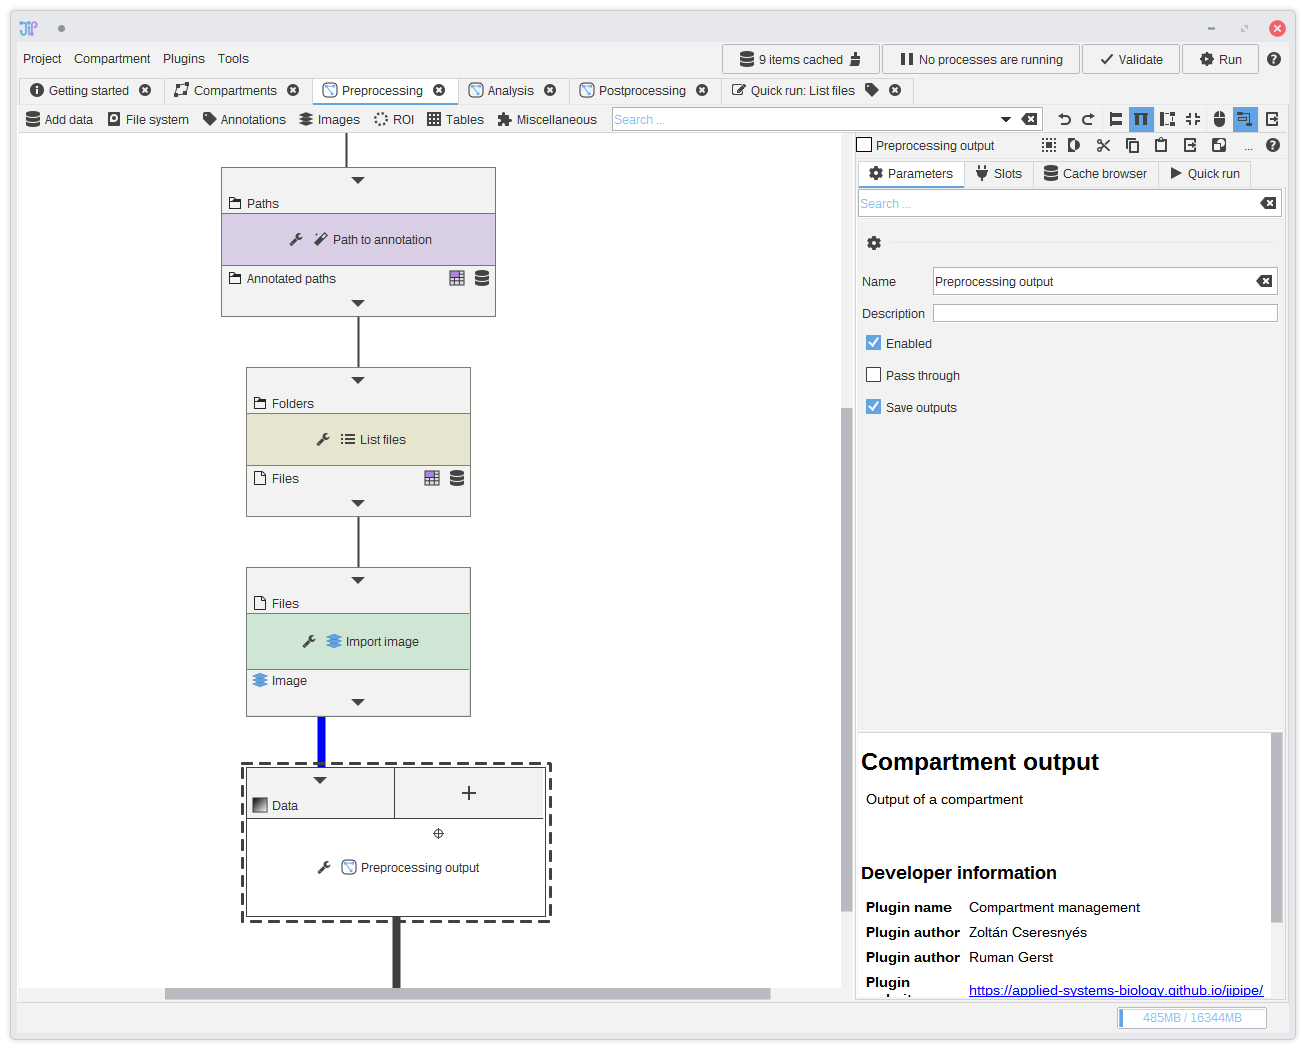 JIP
Project Compartment Plugins Tools
9 items cached No processes are running Validate Run
Getting started Compartments Preprocessing Analysis Postprocessing Quick run: List files
Add data File system Annotations Images ROI Tables Miscellaneous Search ...
Preprocessing output ...
Parameters Slots Cache browser Quick run
Search ...
Name Preprocessing output
Description
Enabled
Pass through
Save outputs
Paths
Path to annotation
Annotated paths
Folders
List files
Files
Files
Import image
Image
Data
Preprocessing output
Compartment output
Output of a compartment
Developer information
Plugin name Compartment management
Plugin author Zoltán Cseresnyés
Plugin author Ruman Gerst
Plugin
https://applied-systems-biology.github.io/jipipe/
485MB / 16344MB